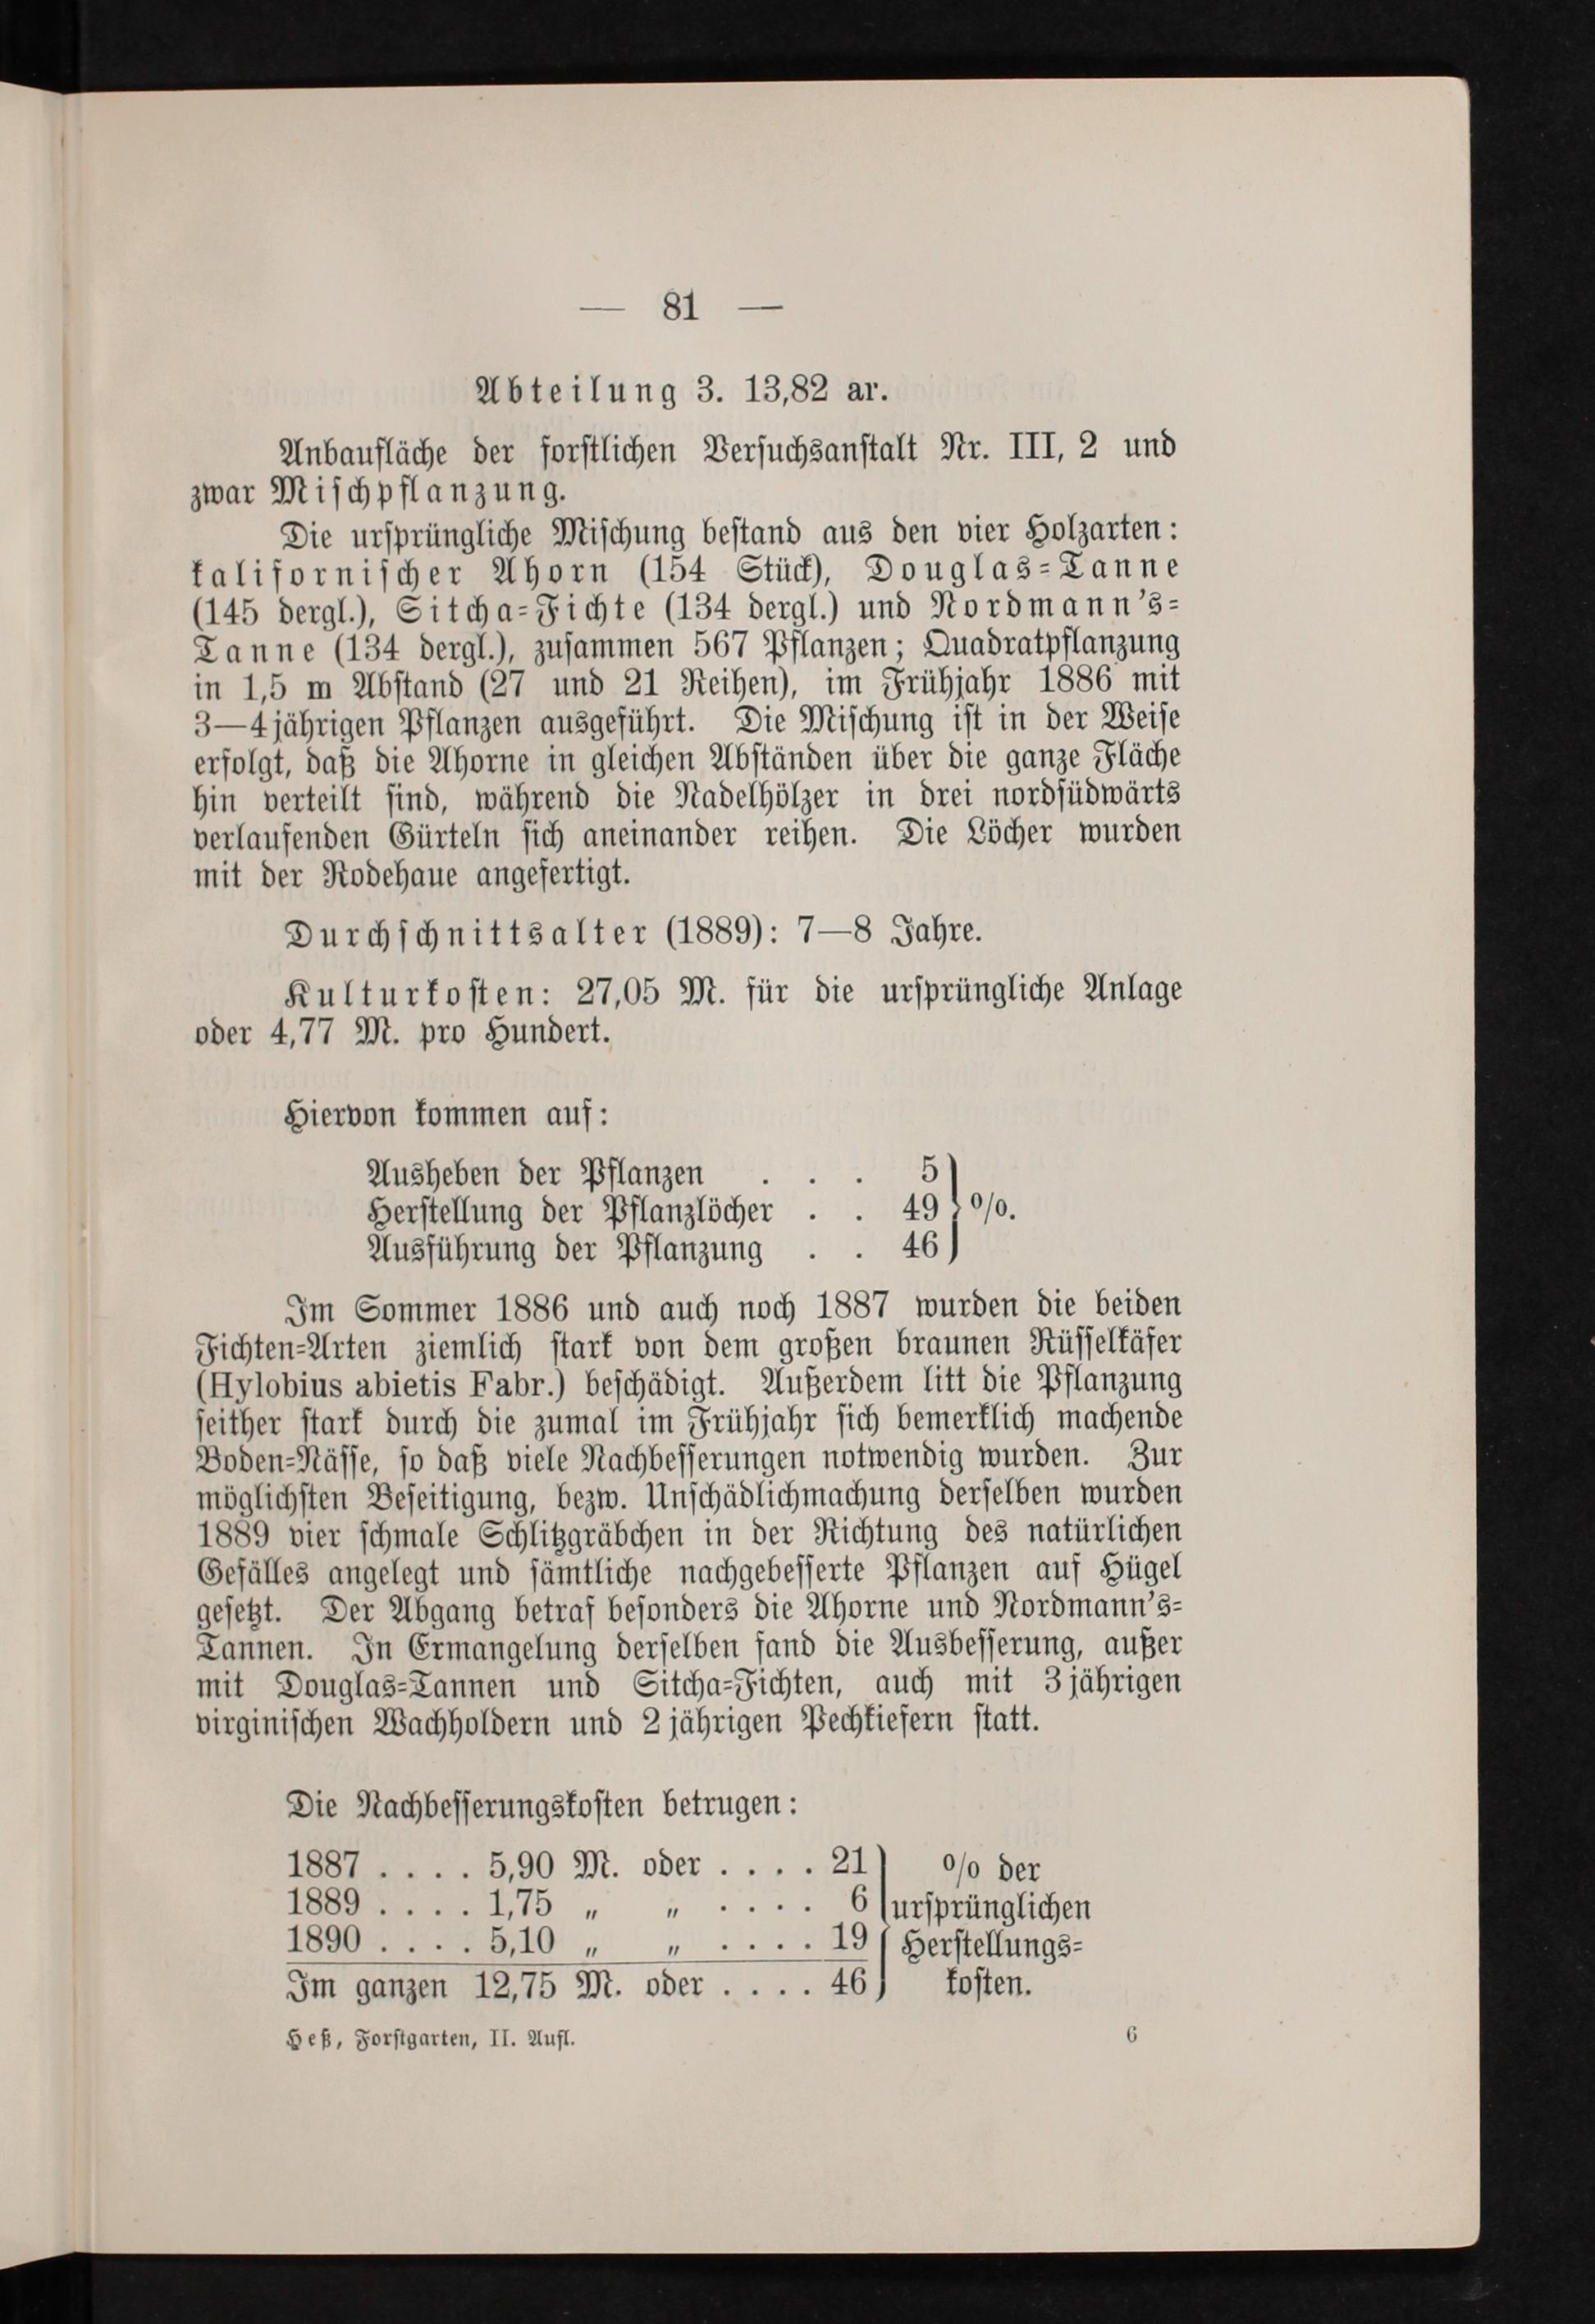 — 81 —
Abteilung 3. 13,82 ar.
Anbaufläche der forstlichen Versuchsanstalt Nr. III, 2 und
zwar Mischpflanzung.
Die ursprüngliche Mischung bestand aus den vier Holzarten:
kalifornischer Ahorn (154 Stück), Douglas-Tanne
(145 dergl.), Sitcha-Fichte (134 dergl.) und Nordmann's-
Tanne (134 dergl.), zusammen 567 Pflanzen; Quadratpflanzung
in 1,5 m Abstand (27 und 21 Reihen), im Frühjahr 1886 mit
3—4jährigen Pflanzen ausgeführt. Die Mischung ist in der Weise
erfolgt, daß die Ahorne in gleichen Abständen über die ganze Fläche
hin verteilt sind, während die Nadelhölzer in drei nordsüdwärts
verlaufenden Gürteln sich aneinander reihen. Die Löcher wurden
mit der Rodehaue angefertigt.
Durchschnittsalter (1889): 7—8 Jahre.
Kulturkosten: 27,05 M. für die ursprüngliche Anlage
oder 4,77 M. pro Hundert.
Hiervon kommen auf:
Ausheben der Pflanzen . . . 5
Herstellung der Pflanzlöcher . . 49 } %.
Ausführung der Pflanzung . . 46
Im Sommer 1886 und auch noch 1887 wurden die beiden
Fichten-Arten ziemlich stark von dem großen braunen Rüsselkäfer
(Hylobius abietis Fabr.) beschädigt. Außerdem litt die Pflanzung
seither stark durch die zumal im Frühjahr sich bemerklich machende
Boden-Nässe, so daß viele Nachbesserungen notwendig wurden. Zur
möglichsten Beseitigung, bezw. Unschädlichmachung derselben wurden
1889 vier schmale Schlitzgräbchen in der Richtung des natürlichen
Gefälles angelegt und sämtliche nachgebesserte Pflanzen auf Hügel
gesetzt. Der Abgang betraf besonders die Ahorne und Nordmann's-
Tannen. In Ermangelung derselben fand die Ausbesserung, außer
mit Douglas-Tannen und Sitcha-Fichten, auch mit 3jährigen
virginischen Wachholdern und 2jährigen Pechkiefern statt.
Die Nachbesserungskosten betrugen:
1887 . . . . 5,90 M. oder . . . . 21 } % der
1889 . . . . 1,75 „ „ . . . . 6 ursprünglichen
1890 . . . . 5,10 „ „ . . . . 19 Herstellungs-
Im ganzen 12,75 M. oder . . . . 46 kosten.
Heß, Forstgarten, II. Aufl. 6